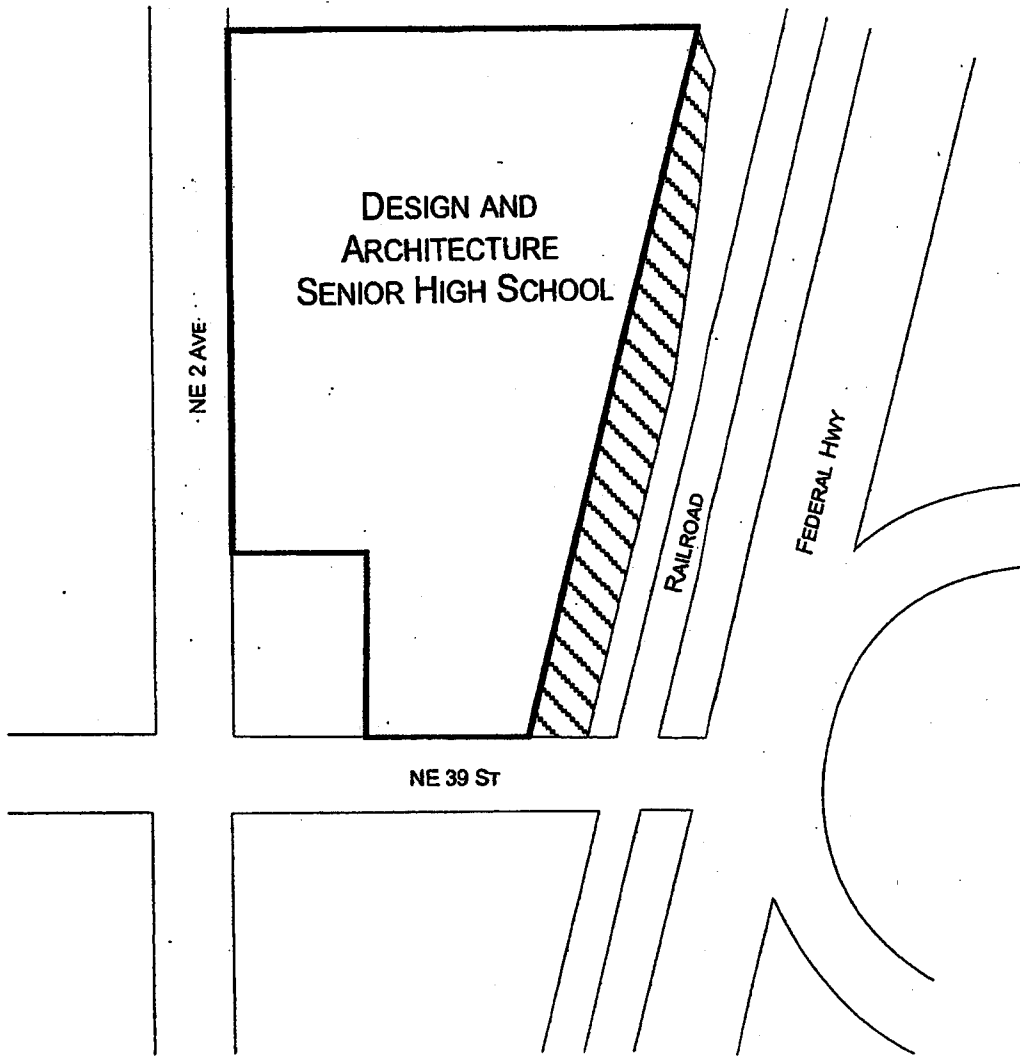 DESIGN AND
ARCHITECTURE
SENIOR HIGH SCHOOL
NE 2 AVE
RAILROAD
FEDERAL HWY
NE 39 ST